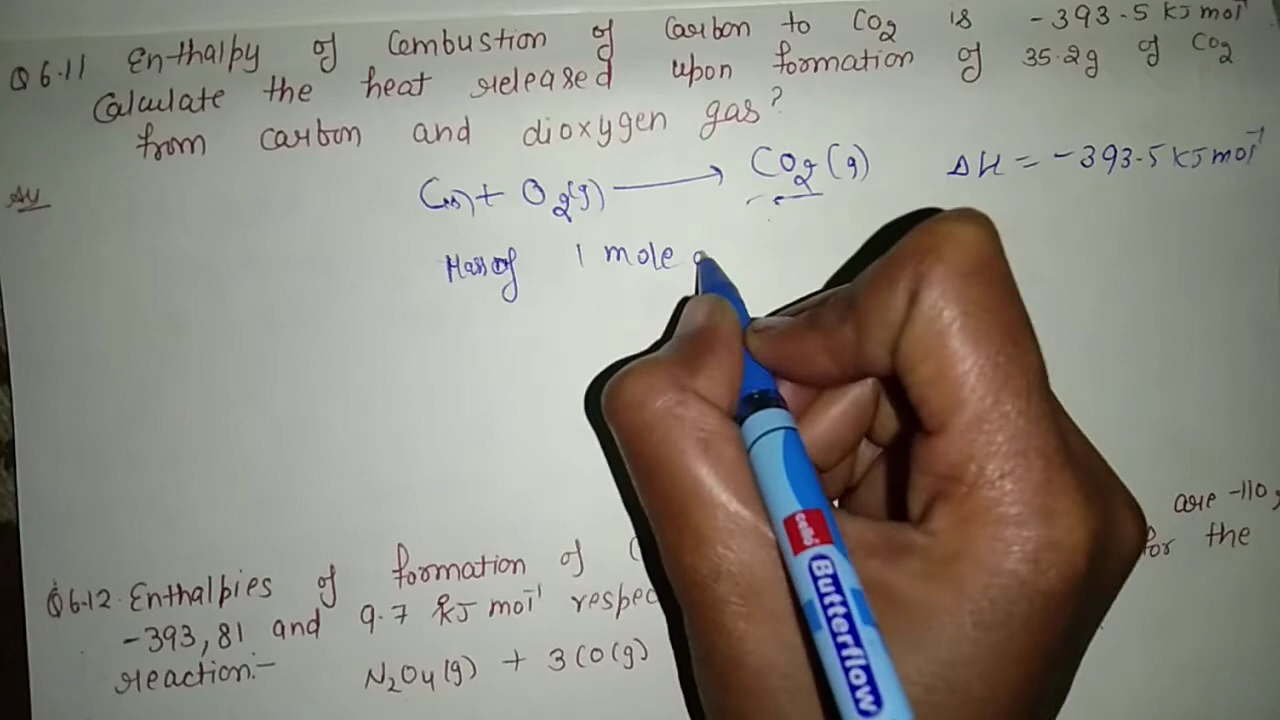 Q 6.11 Enthalpy of Combustion of Carbon to CO2 is -393.5 KJ mol-1
Calculate the heat released upon formation of 35.2g of CO2
from carbon and dioxygen gas?
C(s) + O2(g) → CO2(g) ΔH = -393.5 KJ mol-1
Mass of 1 mole
are -110,
Q 6.12. Enthalpies of formation of for the
-393, 81 and 9.7 KJ mol-1
reaction:- N2O4(g) + 3CO(g)
cello Butterflow